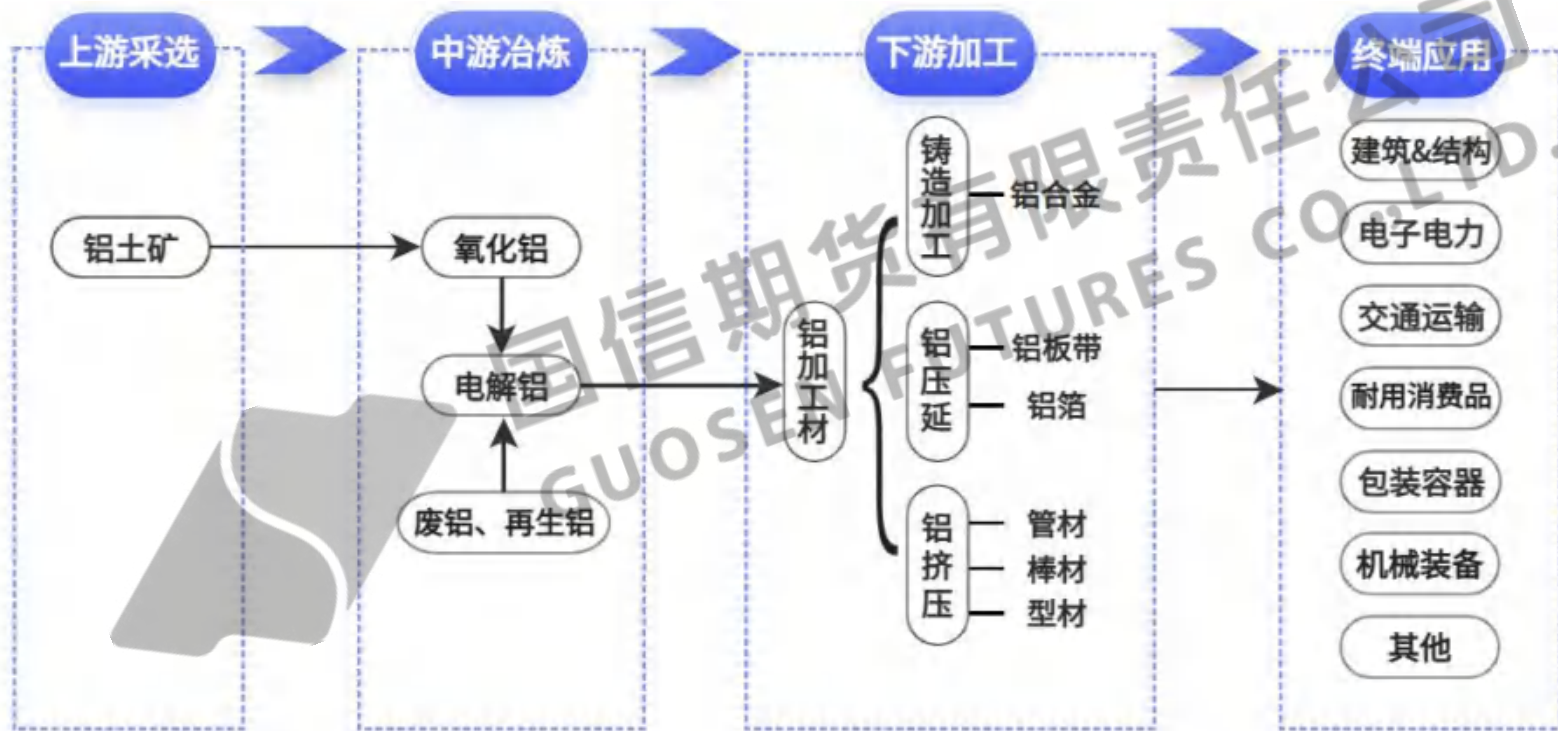 上游采选
中游冶炼
下游加工
终端应用
铝土矿
氧化铝
电解铝
废铝、再生铝
铝加工材
铸造加工
铝合金
铝压延
铝板带
铝箔
铝挤压
管材
棒材
型材
建筑&结构
电子电力
交通运输
耐用消费品
包装容器
机械装备
其他
国信期货有限责任公司
GUOSEN FUTURES CO.,LTD.